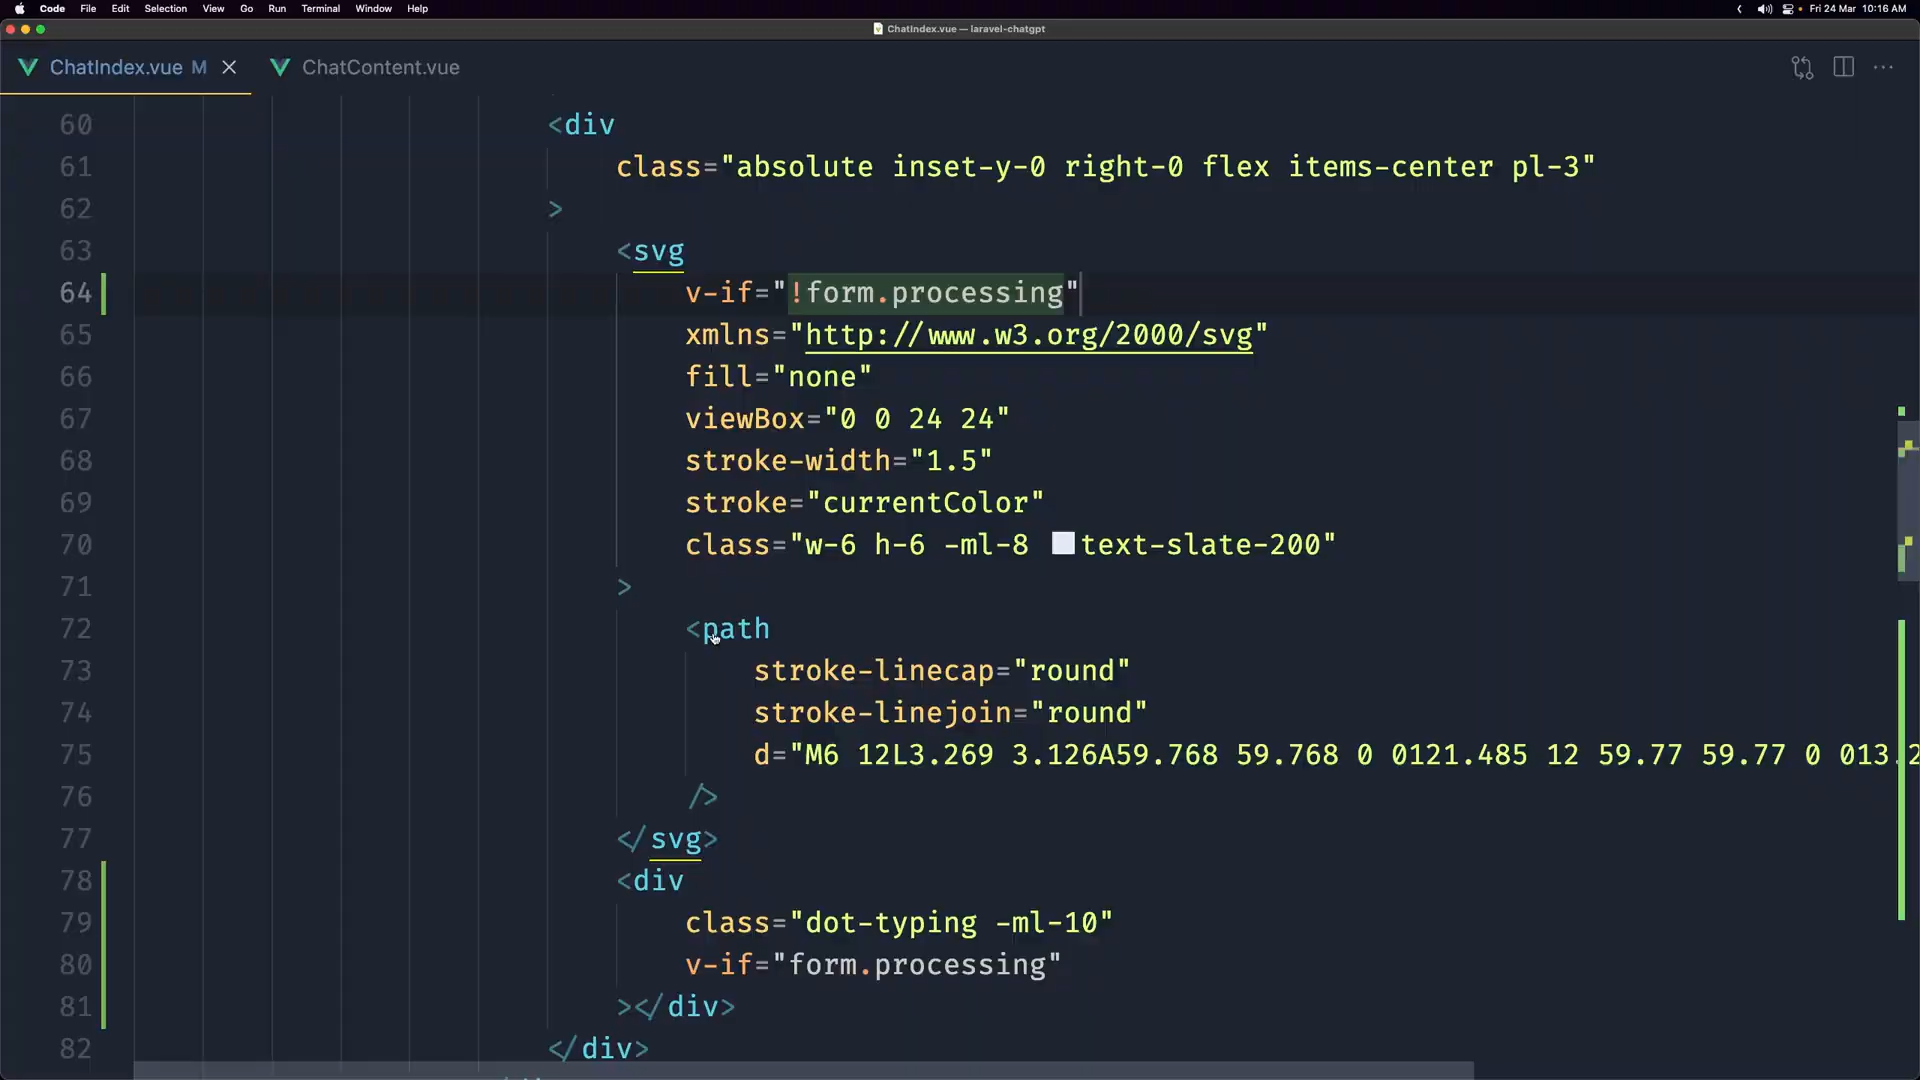 Code File Edit Selection View Go Run Terminal Window Help Fri 24 Mar 10:16 AM
ChatIndex.vue — laravel-chatgpt
ChatIndex.vue M ChatContent.vue
60 <div
61 class="absolute inset-y-0 right-0 flex items-center pl-3"
62 >
63 <svg
64 v-if="!form.processing"
65 xmlns="http://www.w3.org/2000/svg"
66 fill="none"
67 viewBox="0 0 24 24"
68 stroke-width="1.5"
69 stroke="currentColor"
70 class="w-6 h-6 -ml-8 text-slate-200"
71 >
72 <path
73 stroke-linecap="round"
74 stroke-linejoin="round"
75 d="M6 12L3.269 3.126A59.768 59.768 0 0121.485 12 59.77 59.77 0 013.2
76 />
77 </svg>
78 <div
79 class="dot-typing -ml-10"
80 v-if="form.processing"
81 ></div>
82 </div>